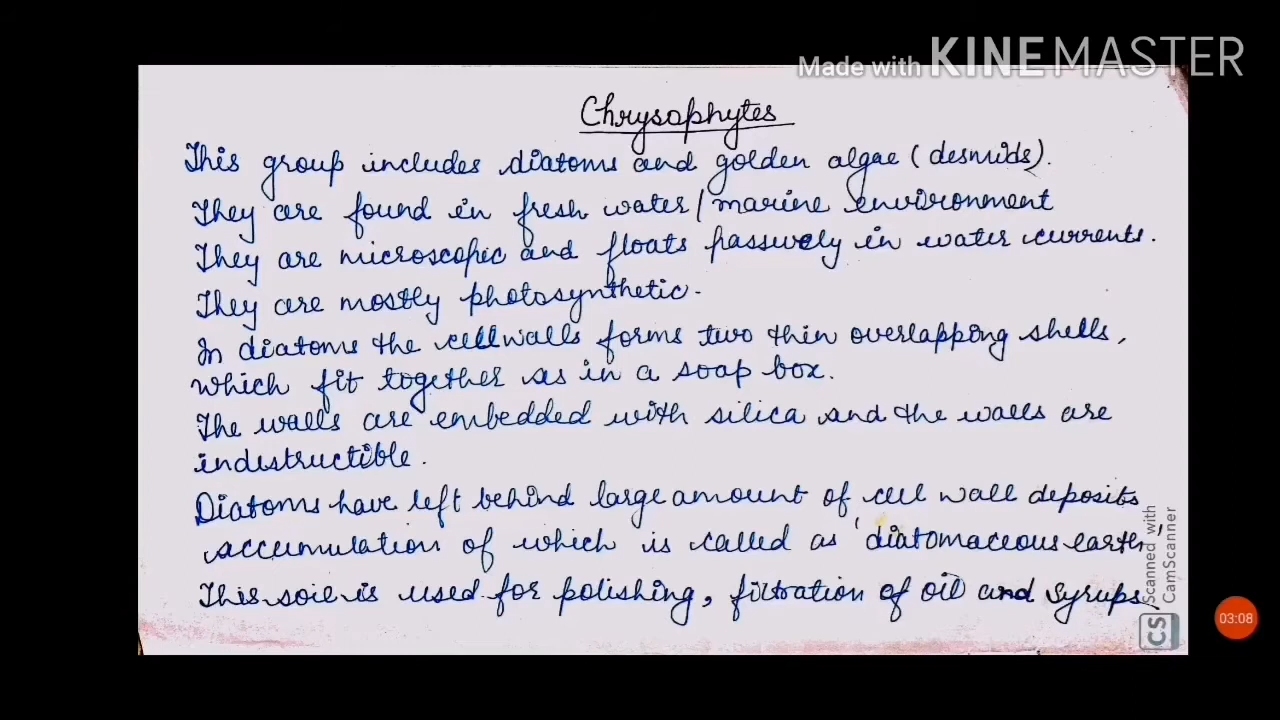 Made with KINEMASTER
Chrysophytes
This group includes diatoms and golden algae (desmids).
They are found in fresh water/marine environment
They are microscopic and floats passively in water currents.
They are mostly photosynthetic.
In diatoms the cellwalls forms two thin overlapping shells,
which fit together as in a soap box.
The walls are embedded with silica and the walls are
indistructible.
Diatoms have left behind large amount of cell wall deposits
accumulation of which is called as 'diatomaceous earth'
This soil is used for polishing, filtration of oil and syrups.
Scanned with
CamScanner
CS
03:08